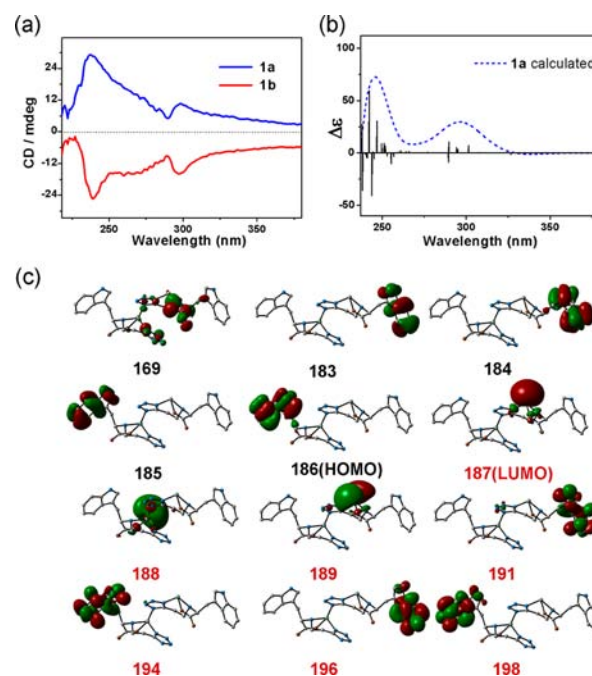 (a)
CD / mdeg
24
12
0
-12
-24
1a
1b
250 300 350
Wavelength (nm)
(b)
Δε
100
50
0
-50
1a calculated
250 300 350
Wavelength (nm)
(c)
169 183 184
185 186(HOMO) 187(LUMO)
188 189 191
194 196 198